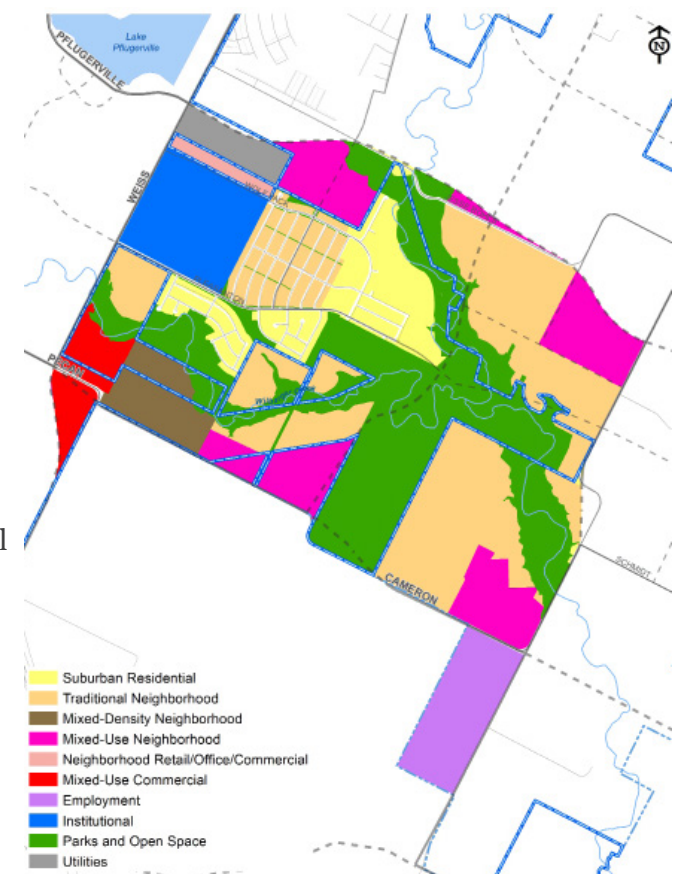 Lake
Pflugerville
PFLUGERVILLE
N
WEISS
PECAN
l
CAMERON
SCHMIDT
Suburban Residential
Traditional Neighborhood
Mixed-Density Neighborhood
Mixed-Use Neighborhood
Neighborhood Retail/Office/Commercial
Mixed-Use Commercial
Employment
Institutional
Parks and Open Space
Utilities